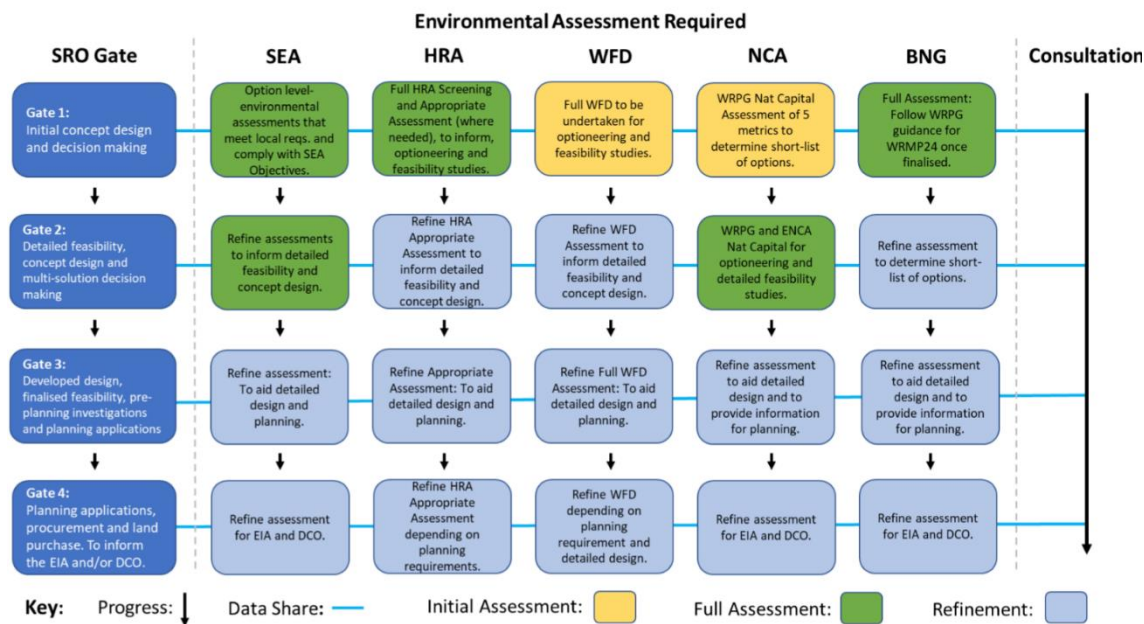 Environmental Assessment Required
SRO Gate
SEA
HRA
WFD
NCA
BNG
Consultation
Gate 1:
Initial concept design
and decision making
Option level-
environmental
assessments that
meet local reqs. and
comply with SEA
Objectives.
Full HRA Screening and
Appropriate
Assessment (where
needed), to inform,
optioneering and
feasibility studies.
Full WFD to be
undertaken for
optioneering and
feasibility studies.
WRPG Nat Capital
Assessment of 5
metrics to
determine short-list
of options.
Full Assessment:
Follow WRPG
guidance for
WRMP24 once
finalised.
Gate 2:
Detailed feasibility,
concept design and
multi-solution decision
making
Refine assessments
to inform detailed
feasibility and
concept design.
Refine HRA
Appropriate
Assessment to
inform detailed
feasibility and
concept design.
Refine WFD
Assessment to
inform detailed
feasibility and
concept design.
WRPG and ENCA
Nat Capital for
optioneering and
detailed feasibility
studies.
Refine assessment
to determine short-
list of options.
Gate 3:
Developed design,
finalised feasibility, pre-
planning investigations
and planning applications
Refine assessment:
To aid detailed
design and
planning.
Refine Appropriate
Assessment: To aid
detailed design and
planning.
Refine Full WFD
Assessment: To aid
detailed design and
planning.
Refine assessment
to aid detailed
design and to
provide information
for planning.
Refine assessment
to aid detailed
design and to
provide information
for planning.
Gate 4:
Planning applications,
procurement and land
purchase. To inform
the EIA and/or DCO.
Refine assessment
for EIA and DCO.
Refine HRA
Appropriate
Assessment
depending on
planning
requirements.
Refine WFD
depending on
planning
requirement and
detailed design.
Refine assessment
for EIA and DCO.
Refine assessment
for EIA and DCO.
Key: Progress: Data Share: Initial Assessment: Full Assessment: Refinement: